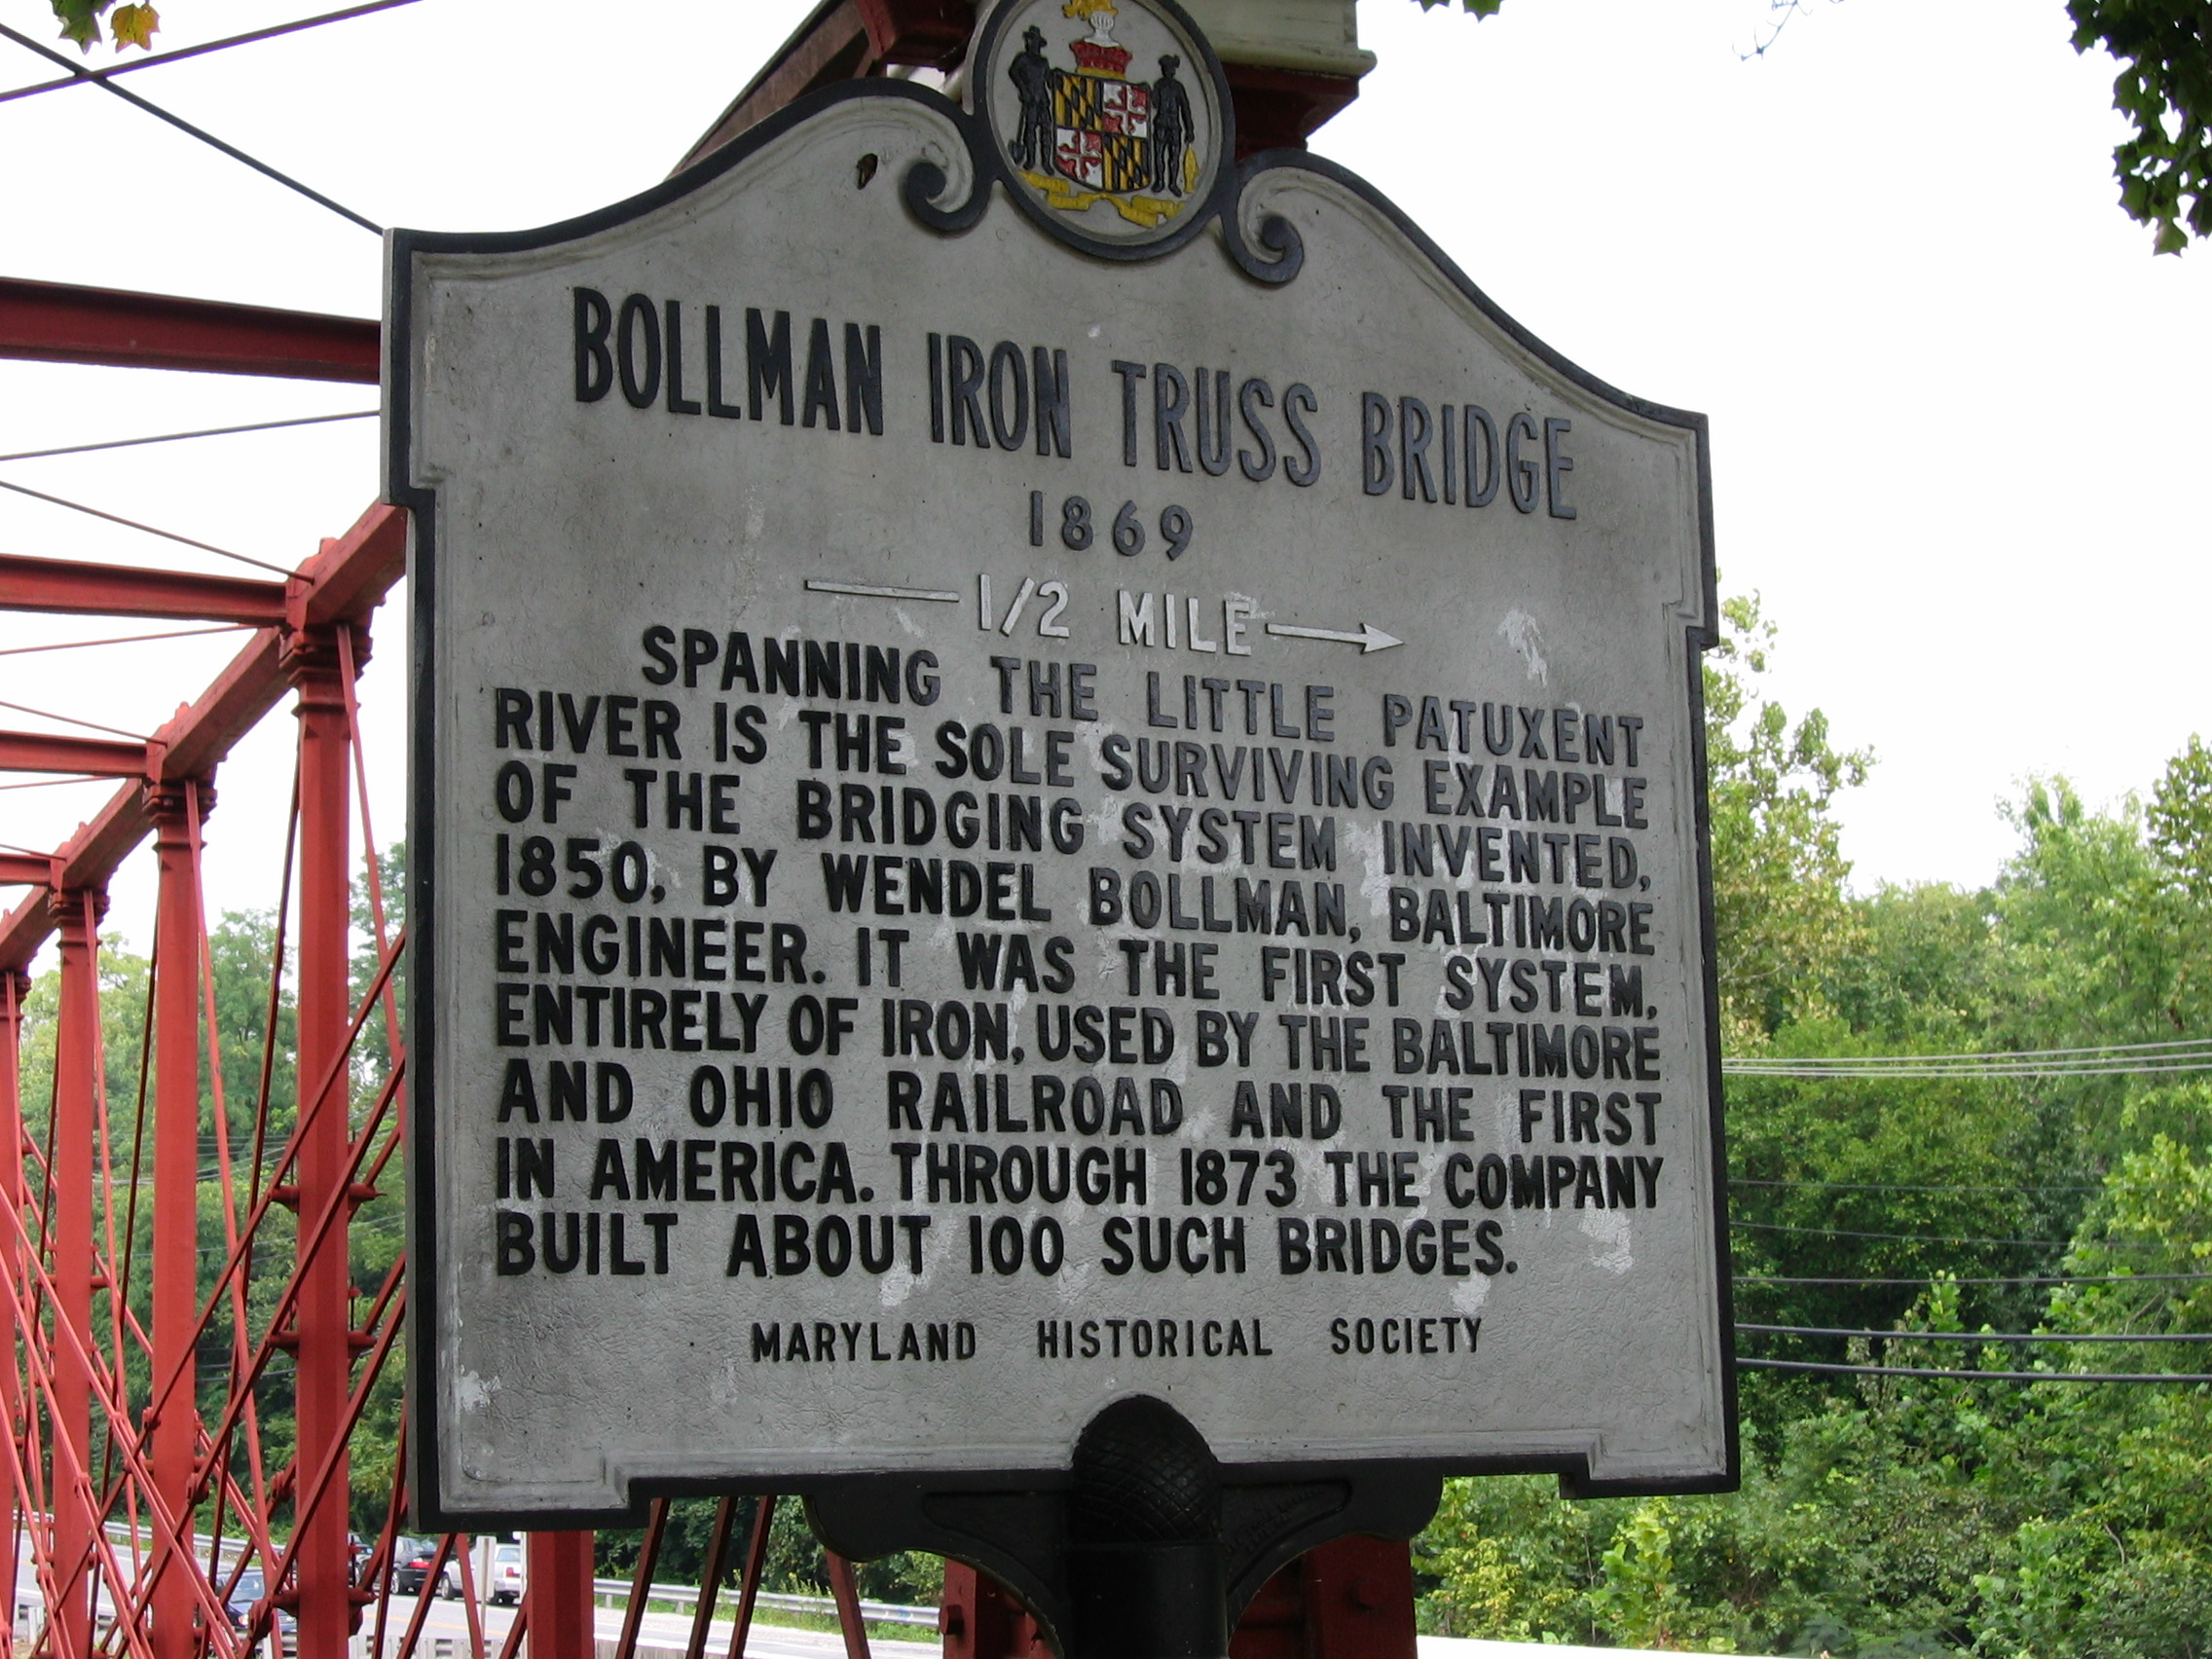 BOLLMAN IRON TRUSS BRIDGE
1869
1/2 MILE
SPANNING THE LITTLE PATUXENT
RIVER IS THE SOLE SURVIVING EXAMPLE
OF THE BRIDGING SYSTEM INVENTED,
1850, BY WENDEL BOLLMAN, BALTIMORE
ENGINEER. IT WAS THE FIRST SYSTEM,
ENTIRELY OF IRON, USED BY THE BALTIMORE
AND OHIO RAILROAD AND THE FIRST
IN AMERICA. THROUGH 1873 THE COMPANY
BUILT ABOUT 100 SUCH BRIDGES.
MARYLAND HISTORICAL SOCIETY